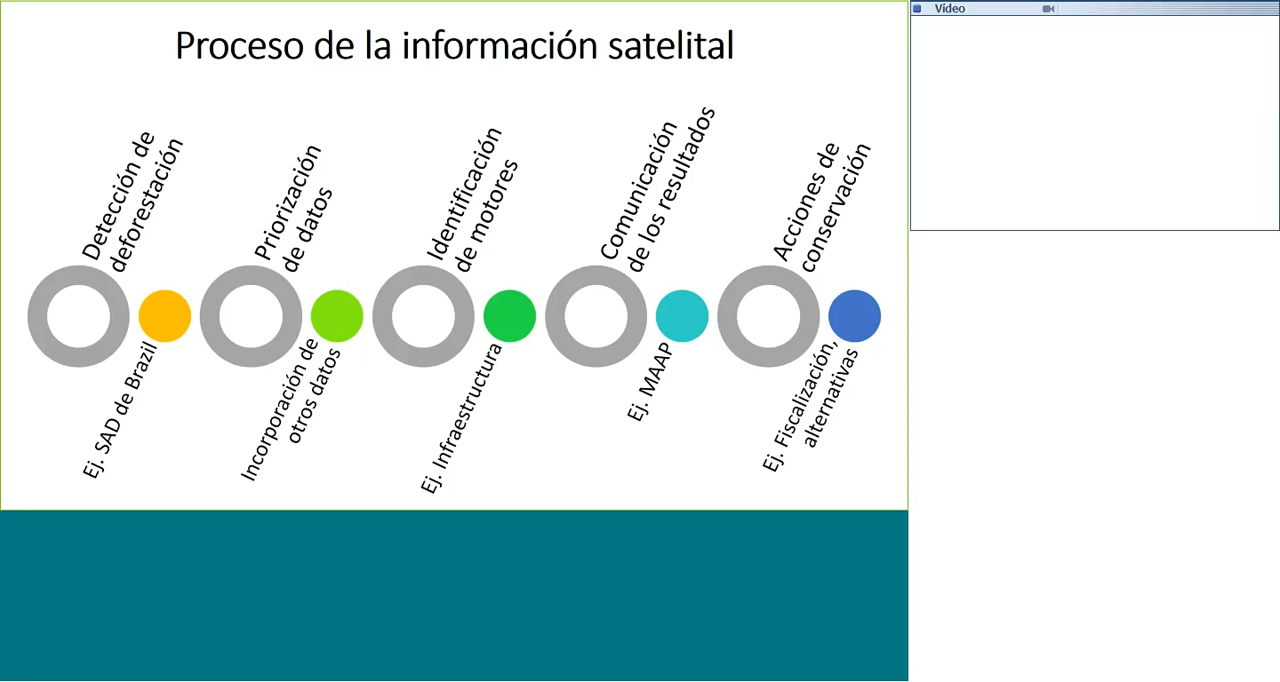 Vídeo
Proceso de la información satelital
Detección de
deforestación
Ej. SAD de Brazil
Priorización
de datos
Incorporación de
otros datos
Identificación
de motores
Ej. Infraestructura
Comunicación
de los resultados
Ej. MAAP
Acciones de
conservación
Ej. Fiscalización,
alternativas